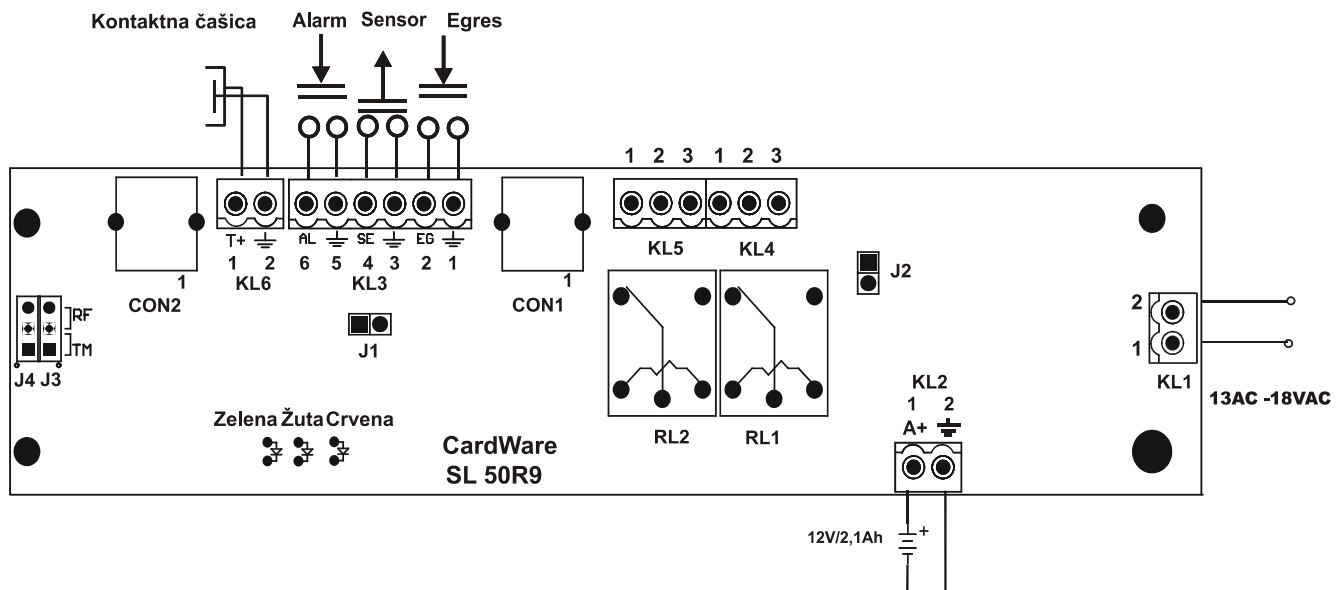 Kontaktna čašica Alarm Sensor Egres
1 2 3 1 2 3
T+ AL SE EG
1 2 6 5 4 3 2 1
KL6 KL3
KL5 KL4
1
CON2
1
CON1
J2
RF
TM
J4 J3
J1
2
1
KL1
13AC -18VAC
RL2 RL1
KL2
1 2
A+
Zelena Žuta Crvena
CardWare
SL 50R9
12V/2,1Ah
+